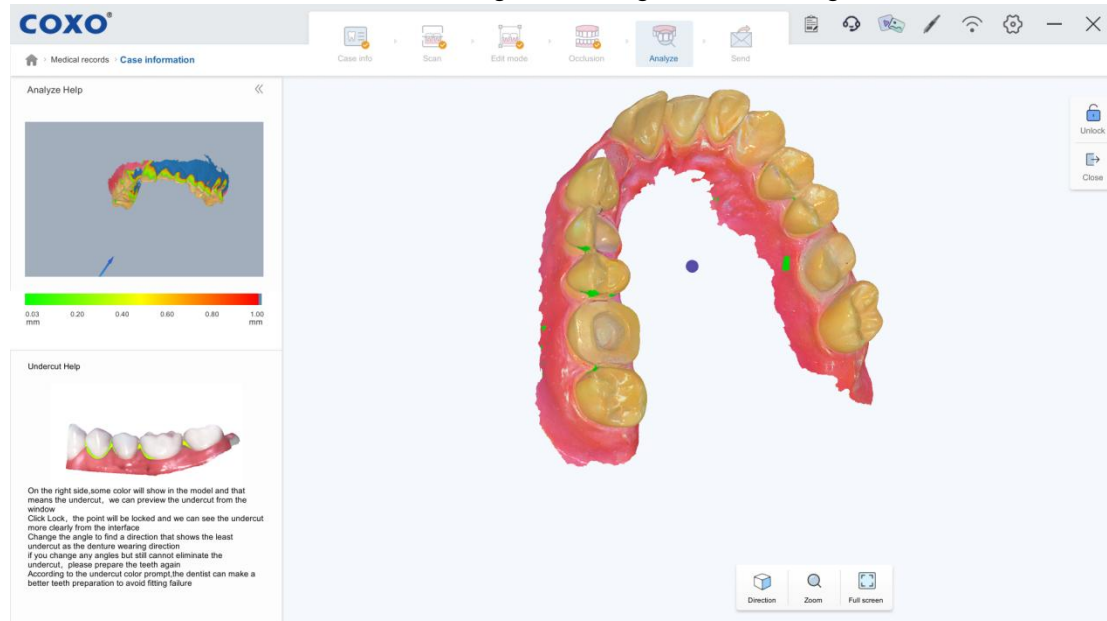 COXO®
Case info
Scan
Edit mode
Occlusion
Analyze
Send
Medical records
Case information
Analyze Help
Unlock
Close
0.03 mm
0.20
0.40
0.60
0.80
1.00 mm
Undercut Help
On the right side,some color will show in the model and that
means the undercut, we can preview the undercut from the
window
Click Lock, the point will be locked and we can see the undercut
more clearly from the interface
Change the angle to find a direction that shows the least
undercut as the denture wearing direction
if you change any angles but still cannot eliminate the
undercut, please prepare the teeth again
According to the undercut color prompt,the dentist can make a
better teeth preparation to avoid fitting failure
Direction
Zoom
Full screen